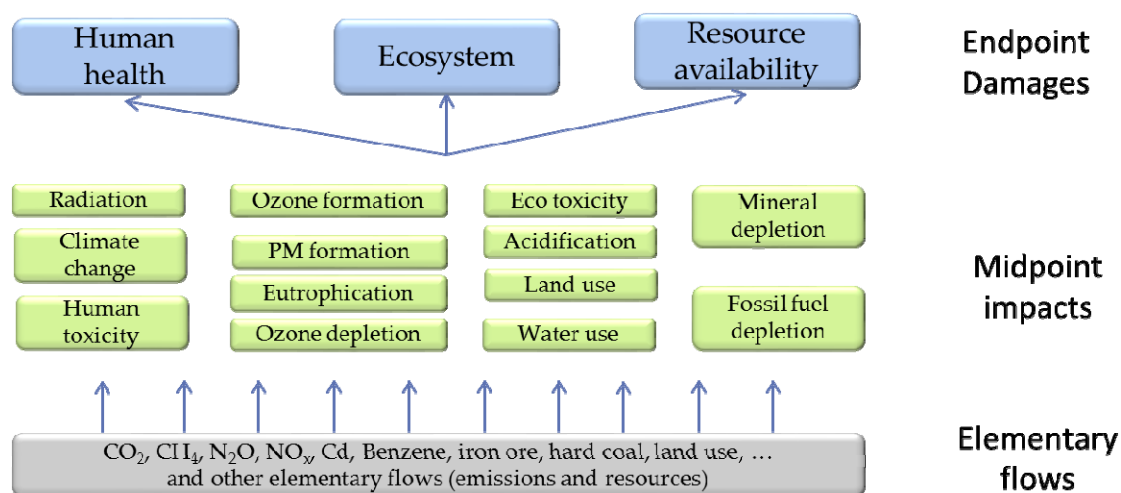 Human
health
Ecosystem
Resource
availability
Endpoint
Damages
Radiation
Climate
change
Human
toxicity
Ozone formation
PM formation
Eutrophication
Ozone depletion
Eco toxicity
Acidification
Land use
Water use
Mineral
depletion
Fossil fuel
depletion
Midpoint
impacts
CO₂, CH₄, N₂O, NOₓ, Cd, Benzene, iron ore, hard coal, land use, …
and other elementary flows (emissions and resources)
Elementary
flows